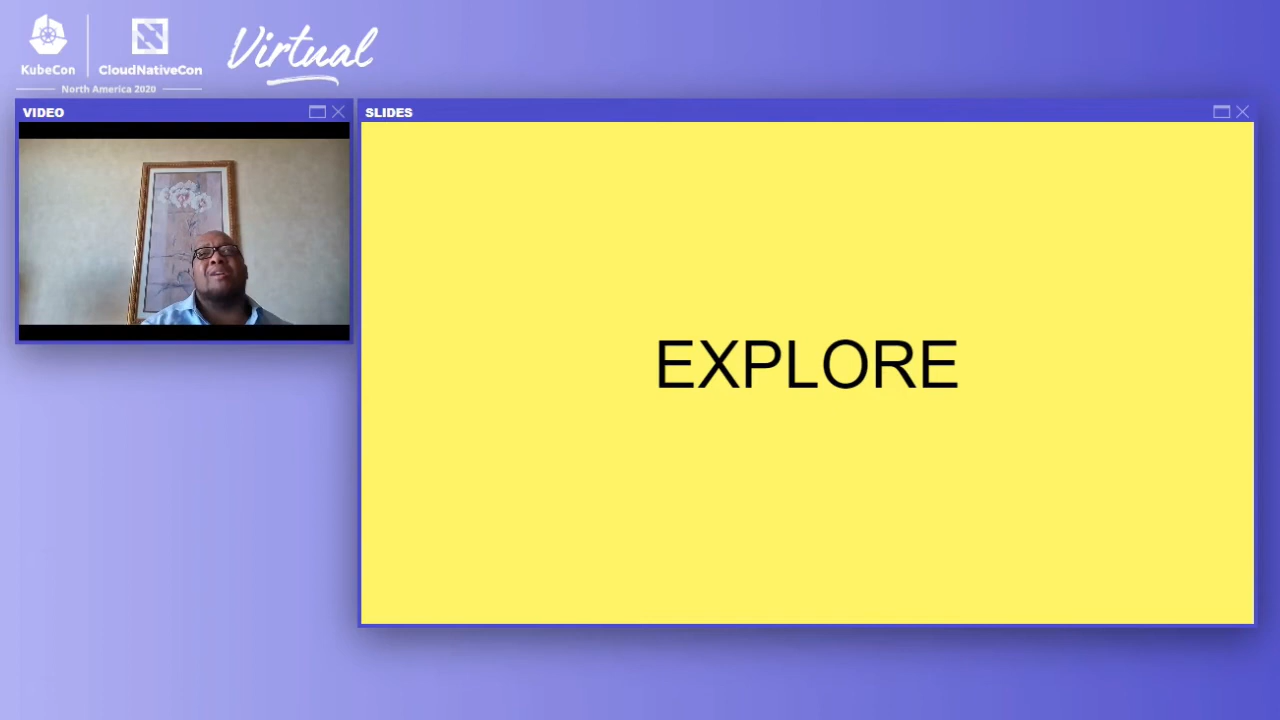 KubeCon
CloudNativeCon
North America 2020
Virtual
VIDEO
SLIDES
EXPLORE